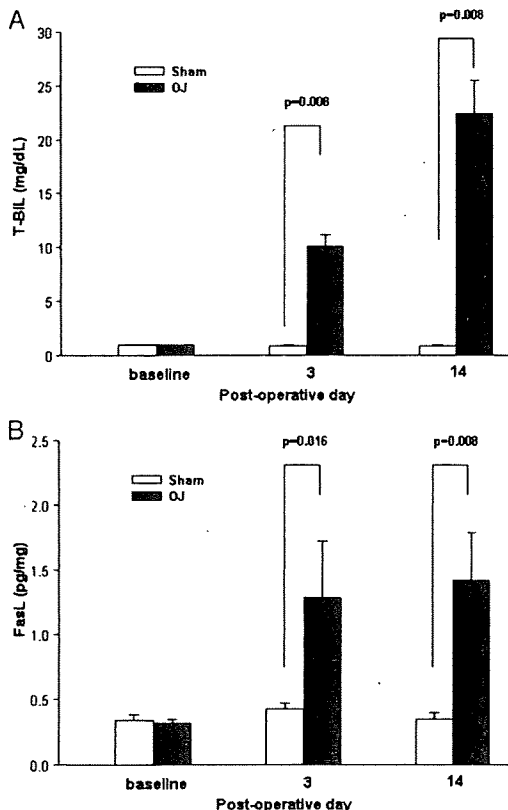 A
30
25
20
15
10
5
0
T-BIL (mg/dL)
Sham
OJ
p=0.008
p=0.008
baseline
3
14
Post-operative day
B
2.5
2.0
1.5
1.0
0.5
0.0
FasL (pg/mg)
Sham
OJ
p=0.016
p=0.008
baseline
3
14
Post-operative day